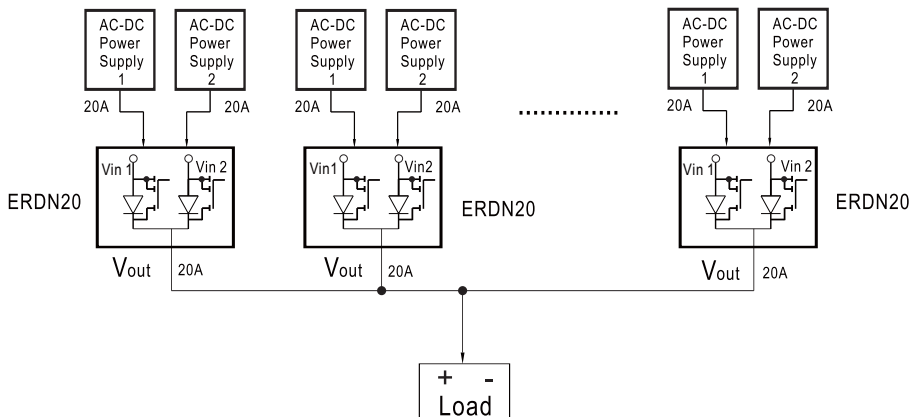 AC-DC
Power
Supply
1
AC-DC
Power
Supply
2
AC-DC
Power
Supply
1
AC-DC
Power
Supply
2
AC-DC
Power
Supply
1
AC-DC
Power
Supply
2
20A
20A
20A
20A
20A
20A
Vin 1
Vin 2
Vin1
Vin2
Vin 1
Vin 2
ERDN20
ERDN20
ERDN20
Vout
20A
Vout
20A
Vout
20A
+ -
Load